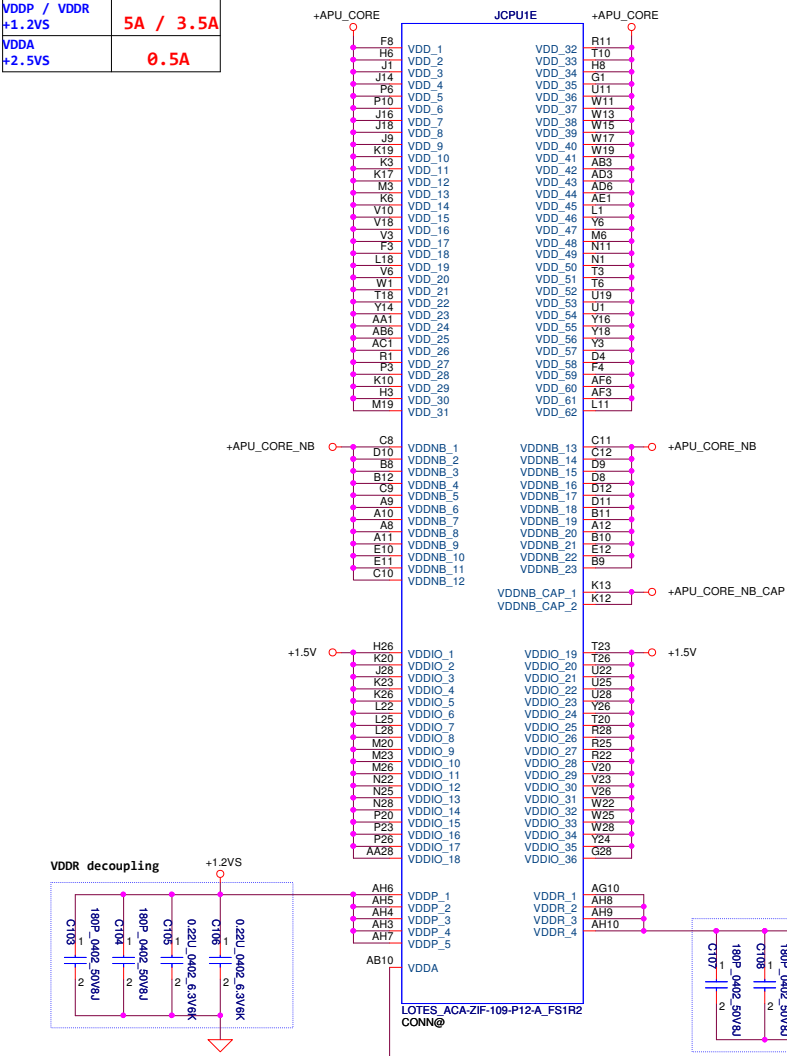 VDDP / VDDR
+1.2VS
5A / 3.5A
VDDA
+2.5VS
0.5A
+APU_CORE
JCPU1E
+APU_CORE
F8 VDD_1 VDD_32 R11
H6 VDD_2 VDD_33 T10
J1 VDD_3 VDD_34 H8
J14 VDD_4 VDD_35 G1
P6 VDD_5 VDD_36 U11
P10 VDD_6 VDD_37 W11
J16 VDD_7 VDD_38 W13
J18 VDD_8 VDD_39 W15
J9 VDD_9 VDD_40 W17
K19 VDD_10 VDD_41 W19
K3 VDD_11 VDD_42 AB3
K17 VDD_12 VDD_43 AD3
M3 VDD_13 VDD_44 AD6
K6 VDD_14 VDD_45 AE1
V10 VDD_15 VDD_46 L1
V18 VDD_16 VDD_47 Y6
V3 VDD_17 VDD_48 M6
F3 VDD_18 VDD_49 N11
L18 VDD_19 VDD_50 N1
V6 VDD_20 VDD_51 T3
W1 VDD_21 VDD_52 T6
T18 VDD_22 VDD_53 U19
Y14 VDD_23 VDD_54 U1
AA1 VDD_24 VDD_55 Y16
AB6 VDD_25 VDD_56 Y18
AC1 VDD_26 VDD_57 Y3
R1 VDD_27 VDD_58 D4
P3 VDD_28 VDD_59 F4
K10 VDD_29 VDD_60 AF6
H3 VDD_30 VDD_61 AF3
M19 VDD_31 VDD_62 L11
+APU_CORE_NB
+APU_CORE_NB
C8 VDDNB_1 VDDNB_13 C11
D10 VDDNB_2 VDDNB_14 C12
B8 VDDNB_3 VDDNB_15 D9
B12 VDDNB_4 VDDNB_16 D8
C9 VDDNB_5 VDDNB_17 D12
A9 VDDNB_6 VDDNB_18 D11
A10 VDDNB_7 VDDNB_19 B11
A8 VDDNB_8 VDDNB_20 A12
A11 VDDNB_9 VDDNB_21 B10
E10 VDDNB_10 VDDNB_22 E12
E11 VDDNB_11 VDDNB_23 B9
C10 VDDNB_12
VDDNB_CAP_1 K13 +APU_CORE_NB_CAP
VDDNB_CAP_2 K12
+1.5V
+1.5V
H26 VDDIO_1 VDDIO_19 T23
K20 VDDIO_2 VDDIO_20 T26
J28 VDDIO_3 VDDIO_21 U22
K23 VDDIO_4 VDDIO_22 U25
K26 VDDIO_5 VDDIO_23 U28
L22 VDDIO_6 VDDIO_24 Y26
L25 VDDIO_7 VDDIO_25 T20
L28 VDDIO_8 VDDIO_26 R28
M20 VDDIO_9 VDDIO_27 R25
M23 VDDIO_10 VDDIO_28 R22
M26 VDDIO_11 VDDIO_29 V20
N22 VDDIO_12 VDDIO_30 V23
N25 VDDIO_13 VDDIO_31 V26
N28 VDDIO_14 VDDIO_32 W22
P20 VDDIO_15 VDDIO_33 W25
P23 VDDIO_16 VDDIO_34 W28
P26 VDDIO_17 VDDIO_35 Y24
AA28 VDDIO_18 VDDIO_36 G28
VDDR decoupling
+1.2VS
AH6 VDDP_1 VDDR_1 AG10
AH5 VDDP_2 VDDR_2 AH8
AH4 VDDP_3 VDDR_3 AH9
AH3 VDDP_4 VDDR_4 AH10
AH7 VDDP_5
AB10 VDDA
C103 1 2 180P_0402_50V8J
C104 1 2 180P_0402_50V8J
C105 1 2 0.22U_0402_6.3V6K
C106 1 2 0.22U_0402_6.3V6K
C107 1 2 180P_0402_50V8J
C108 1 2 180P_0402_50V8J
LOTES_ACA-ZIF-109-P12-A_FS1R2
CONN@